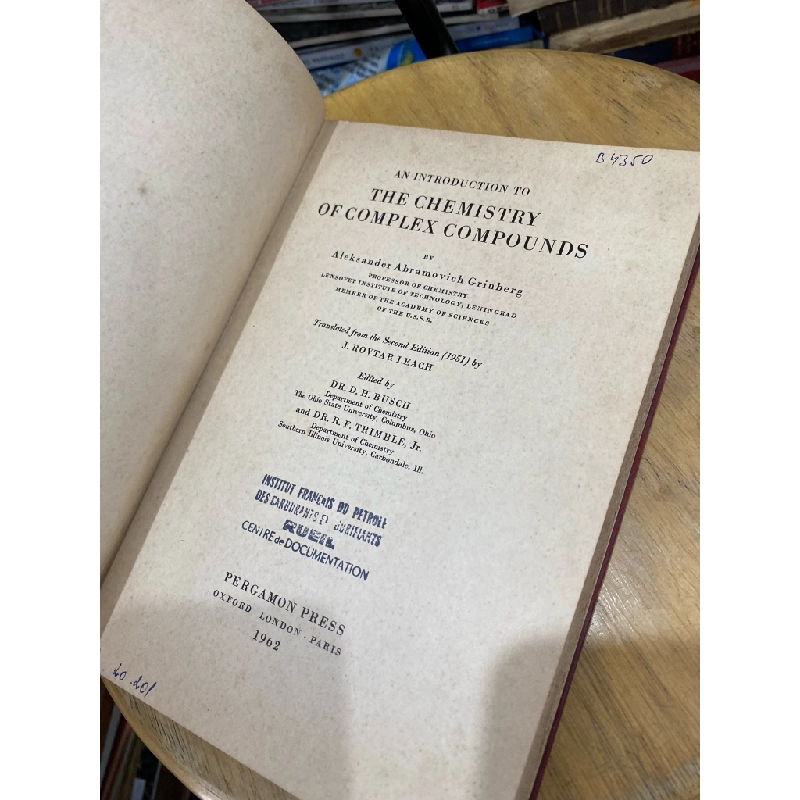 B4350
AN INTRODUCTION TO
THE CHEMISTRY
OF COMPLEX COMPOUNDS
BY
Aleksander Abramovich Grinberg
PROFESSOR OF CHEMISTRY
LENSOVET INSTITUTE OF TECHNOLOGY, LENINGRAD
MEMBER OF THE ACADEMY OF SCIENCES
OF THE U.S.S.R.
Translated from the Second Edition (1951) by
J. ROVTAR LEACH
Edited by
DR. D. H. BUSCH
Department of Chemistry
The Ohio State University, Columbus, Ohio
and DR. R. F. TRIMBLE, Jr.
Department of Chemistry
Southern Illinois University, Carbondale, Ill.
INSTITUT FRANÇAIS DU PETROLE
DES CARBURANTS ET LUBRIFIANTS
RUEIL
CENTRE de DOCUMENTATION
PERGAMON PRESS
OXFORD LONDON PARIS
1962